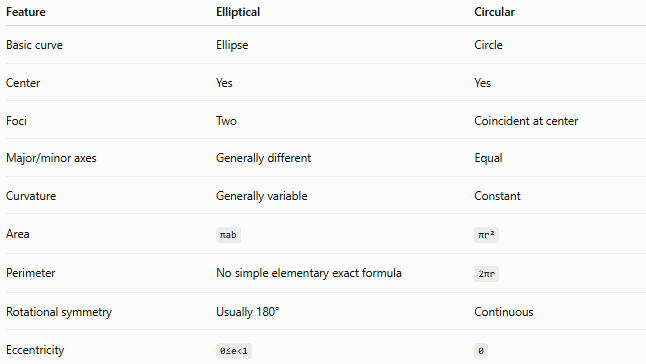 Feature Elliptical Circular
Basic curve Ellipse Circle
Center Yes Yes
Foci Two Coincident at center
Major/minor axes Generally different Equal
Curvature Generally variable Constant
Area πab πr²
Perimeter No simple elementary exact formula 2πr
Rotational symmetry Usually 180° Continuous
Eccentricity 0≤e<1 0